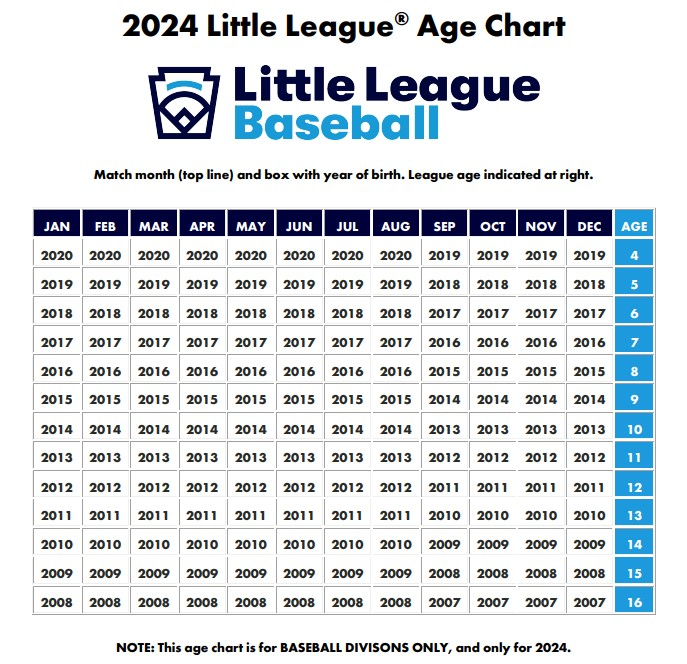 2024 Little League® Age Chart
Little League
Baseball
Match month (top line) and box with year of birth. League age indicated at right.
JAN FEB MAR APR MAY JUN JUL AUG SEP OCT NOV DEC AGE
2020 2020 2020 2020 2020 2020 2020 2020 2019 2019 2019 2019 4
2019 2019 2019 2019 2019 2019 2019 2019 2018 2018 2018 2018 5
2018 2018 2018 2018 2018 2018 2018 2018 2017 2017 2017 2017 6
2017 2017 2017 2017 2017 2017 2017 2017 2016 2016 2016 2016 7
2016 2016 2016 2016 2016 2016 2016 2016 2015 2015 2015 2015 8
2015 2015 2015 2015 2015 2015 2015 2015 2014 2014 2014 2014 9
2014 2014 2014 2014 2014 2014 2014 2014 2013 2013 2013 2013 10
2013 2013 2013 2013 2013 2013 2013 2013 2012 2012 2012 2012 11
2012 2012 2012 2012 2012 2012 2012 2012 2011 2011 2011 2011 12
2011 2011 2011 2011 2011 2011 2011 2011 2010 2010 2010 2010 13
2010 2010 2010 2010 2010 2010 2010 2010 2009 2009 2009 2009 14
2009 2009 2009 2009 2009 2009 2009 2009 2008 2008 2008 2008 15
2008 2008 2008 2008 2008 2008 2008 2008 2007 2007 2007 2007 16
NOTE: This age chart is for BASEBALL DIVISONS ONLY, and only for 2024.